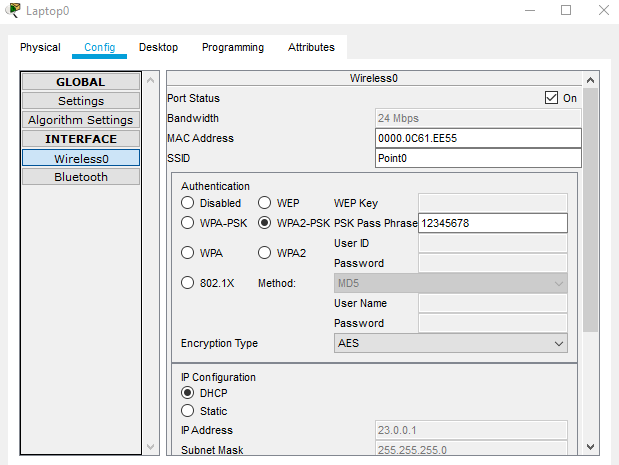 Laptop0
Physical Config Desktop Programming Attributes
GLOBAL
Settings
Algorithm Settings
INTERFACE
Wireless0
Bluetooth
Wireless0
Port Status On
Bandwidth 24 Mbps
MAC Address 0000.0C61.EE55
SSID Point0
Authentication
Disabled WEP WEP Key
WPA-PSK WPA2-PSK PSK Pass Phrase 12345678
User ID
WPA WPA2 Password
802.1X Method: MD5
User Name
Password
Encryption Type AES
IP Configuration
DHCP
Static
IP Address 23.0.0.1
Subnet Mask 255.255.255.0